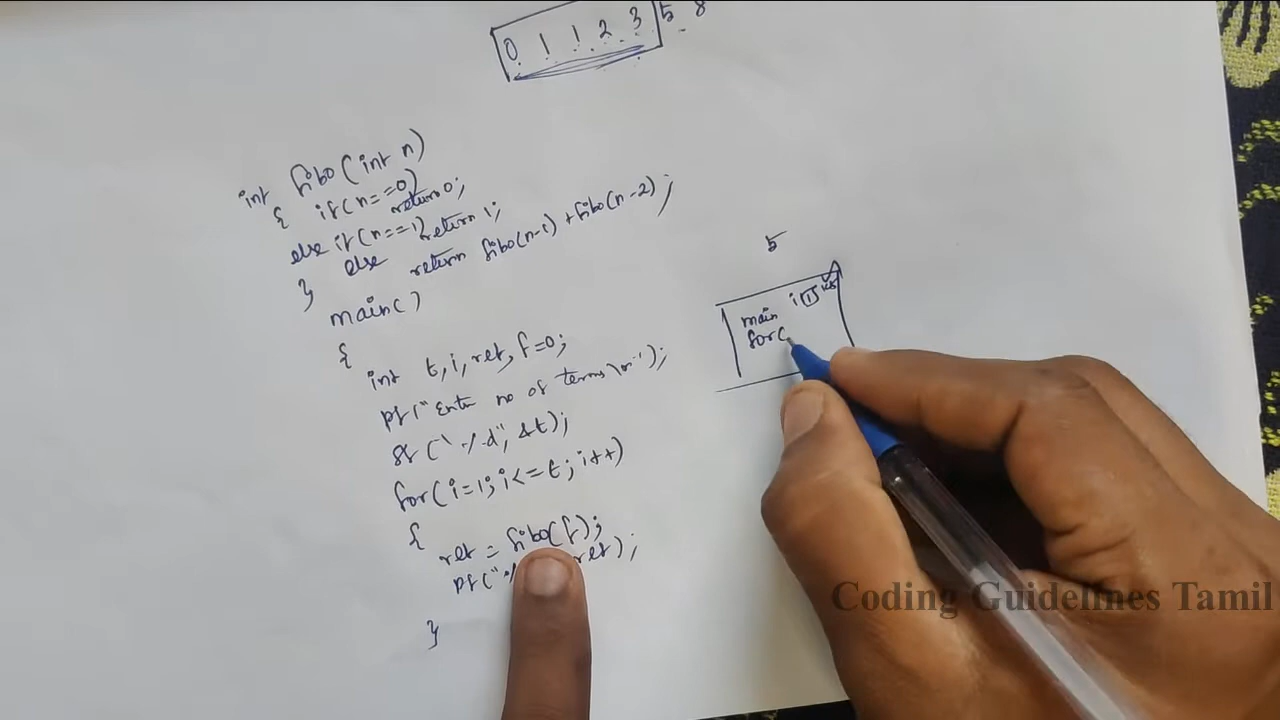 0 1 1 2 3 5 8
int fibo(int n)
{ if(n==0)
return 0;
else if(n==1) return 1;
else
return fibo(n-1) + fibo(n-2);
}
main()
{
int t, i, ret, f=0;
pf("Enter no of terms\n");
sf("%d", &t);
for(i=1; i<=t; i++)
{
ret = fibo(f);
pf("% ret);
}
5
main i 1
for(
Coding Guidelines Tamil